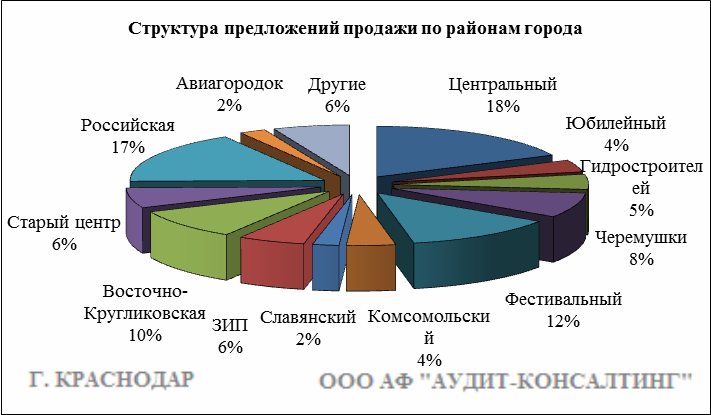 Структура предложений продажи по районам города
Авиагородок
2%
Другие
6%
Центральный
18%
Российская
17%
Юбилейный
4%
Гидростроител
ей
5%
Старый центр
6%
Черемушки
8%
Восточно-
Кругликовская
10%
ЗИП
6%
Славянский
2%
Комсомольски
й
4%
Фестивальный
12%
Г. КРАСНОДАР
ООО АФ "АУДИТ-КОНСАЛТИНГ"